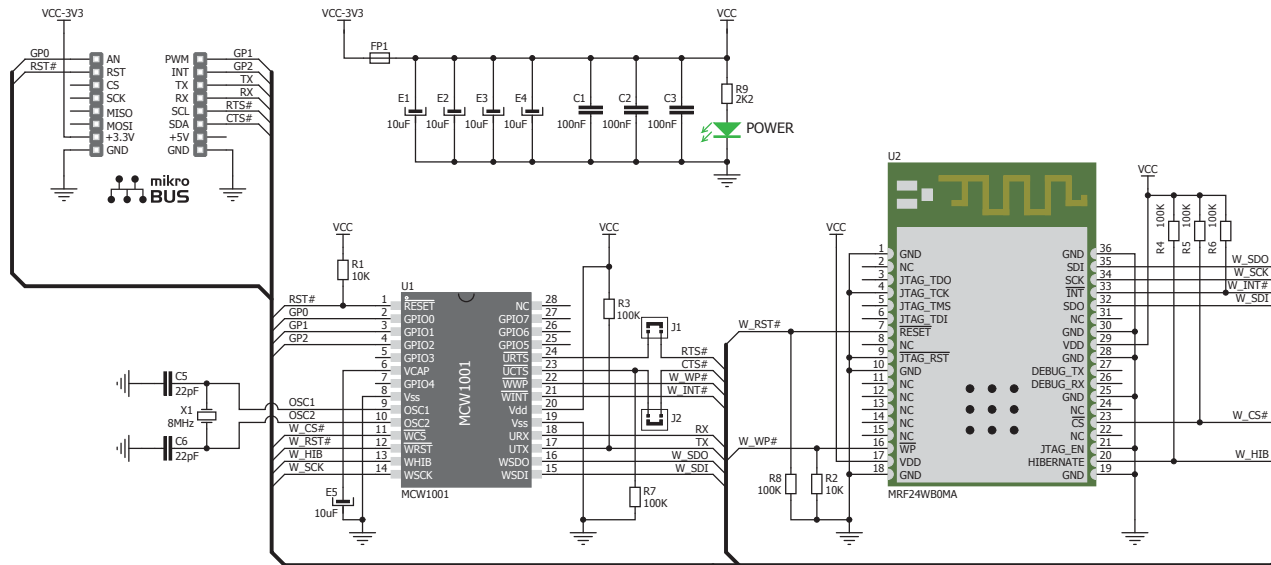 VCC-3V3
GP0
RST#
AN
RST
CS
SCK
MISO
MOSI
+3.3V
GND
PWM
INT
TX
RX
SCL
SDA
+5V
GND
GP1
GP2
TX
RX
RTS#
CTS#
mikro
BUS
VCC-3V3
FP1
VCC
E1
10uF
E2
10uF
E3
10uF
E4
10uF
C1
100nF
C2
100nF
C3
100nF
R9
2K2
POWER
VCC
R1
10K
U1
RST#
GP0
GP1
GP2
OSC1
OSC2
W_CS#
W_RST#
W_HIB
W_SCK
C5
22pF
X1
8MHz
C6
22pF
E5
10uF
1 RESET
2 GPIO0
3 GPIO1
4 GPIO2
5 GPIO3
6 VCAP
7 GPIO4
8 Vss
9 OSC1
10 OSC2
11 WCS
12 WRST
13 WHIB
14 WSCK
MCW1001
NC 28
GPIO7 27
GPIO6 26
GPIO5 25
URTS 24
UCTS 23
WWP 22
WINT 21
Vdd 20
Vss 19
URX 18
UTX 17
WSDO 16
WSDI 15
MCW1001
VCC
R3
100K
J1
RTS#
CTS#
W_WP#
W_INT#
J2
RX
TX
W_SDO
W_SDI
R7
100K
W_RST#
W_WP#
R8
100K
R2
10K
VCC
U2
1 GND
2 NC
3 JTAG_TDO
4 JTAG_TCK
5 JTAG_TMS
6 JTAG_TDI
7 RESET
8 NC
9 JTAG_RST
10 GND
11 NC
12 NC
13 NC
14 NC
15 NC
16 WP
17 VDD
18 GND
GND 36
SDI 35
SCK 34
INT 33
SDO 32
NC 31
GND 30
VDD 29
GND 28
DEBUG_TX 27
DEBUG_RX 26
GND 25
NC 24
CS 23
NC 22
JTAG_EN 21
HIBERNATE 20
GND 19
MRF24WB0MA
VCC
R4 100K
R5 100K
R6 100K
W_SDO
W_SCK
W_INT#
W_SDI
W_CS#
W_HIB